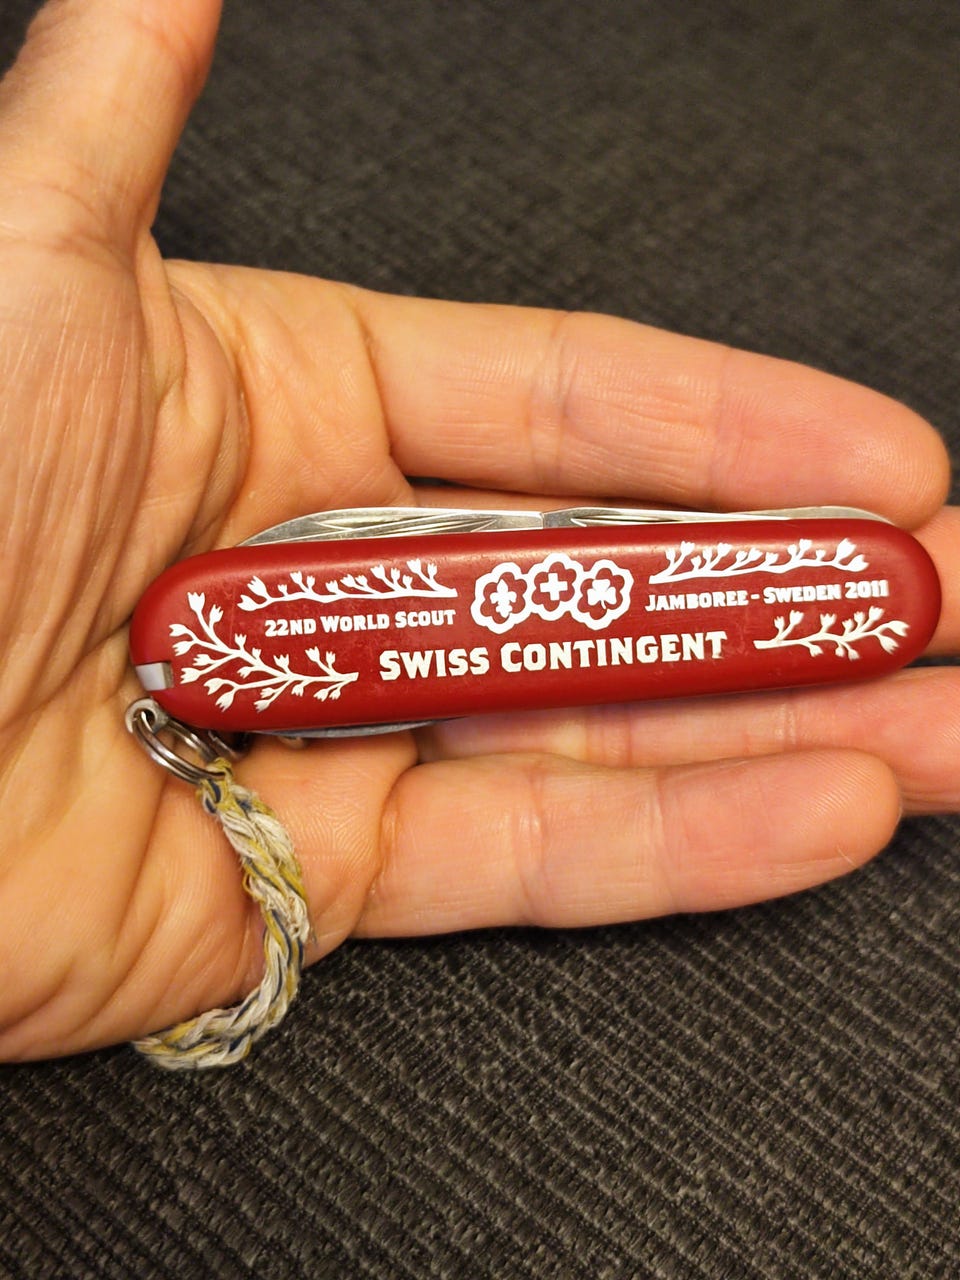 22ND WORLD SCOUT JAMBOREE - SWEDEN 2011
SWISS CONTINGENT